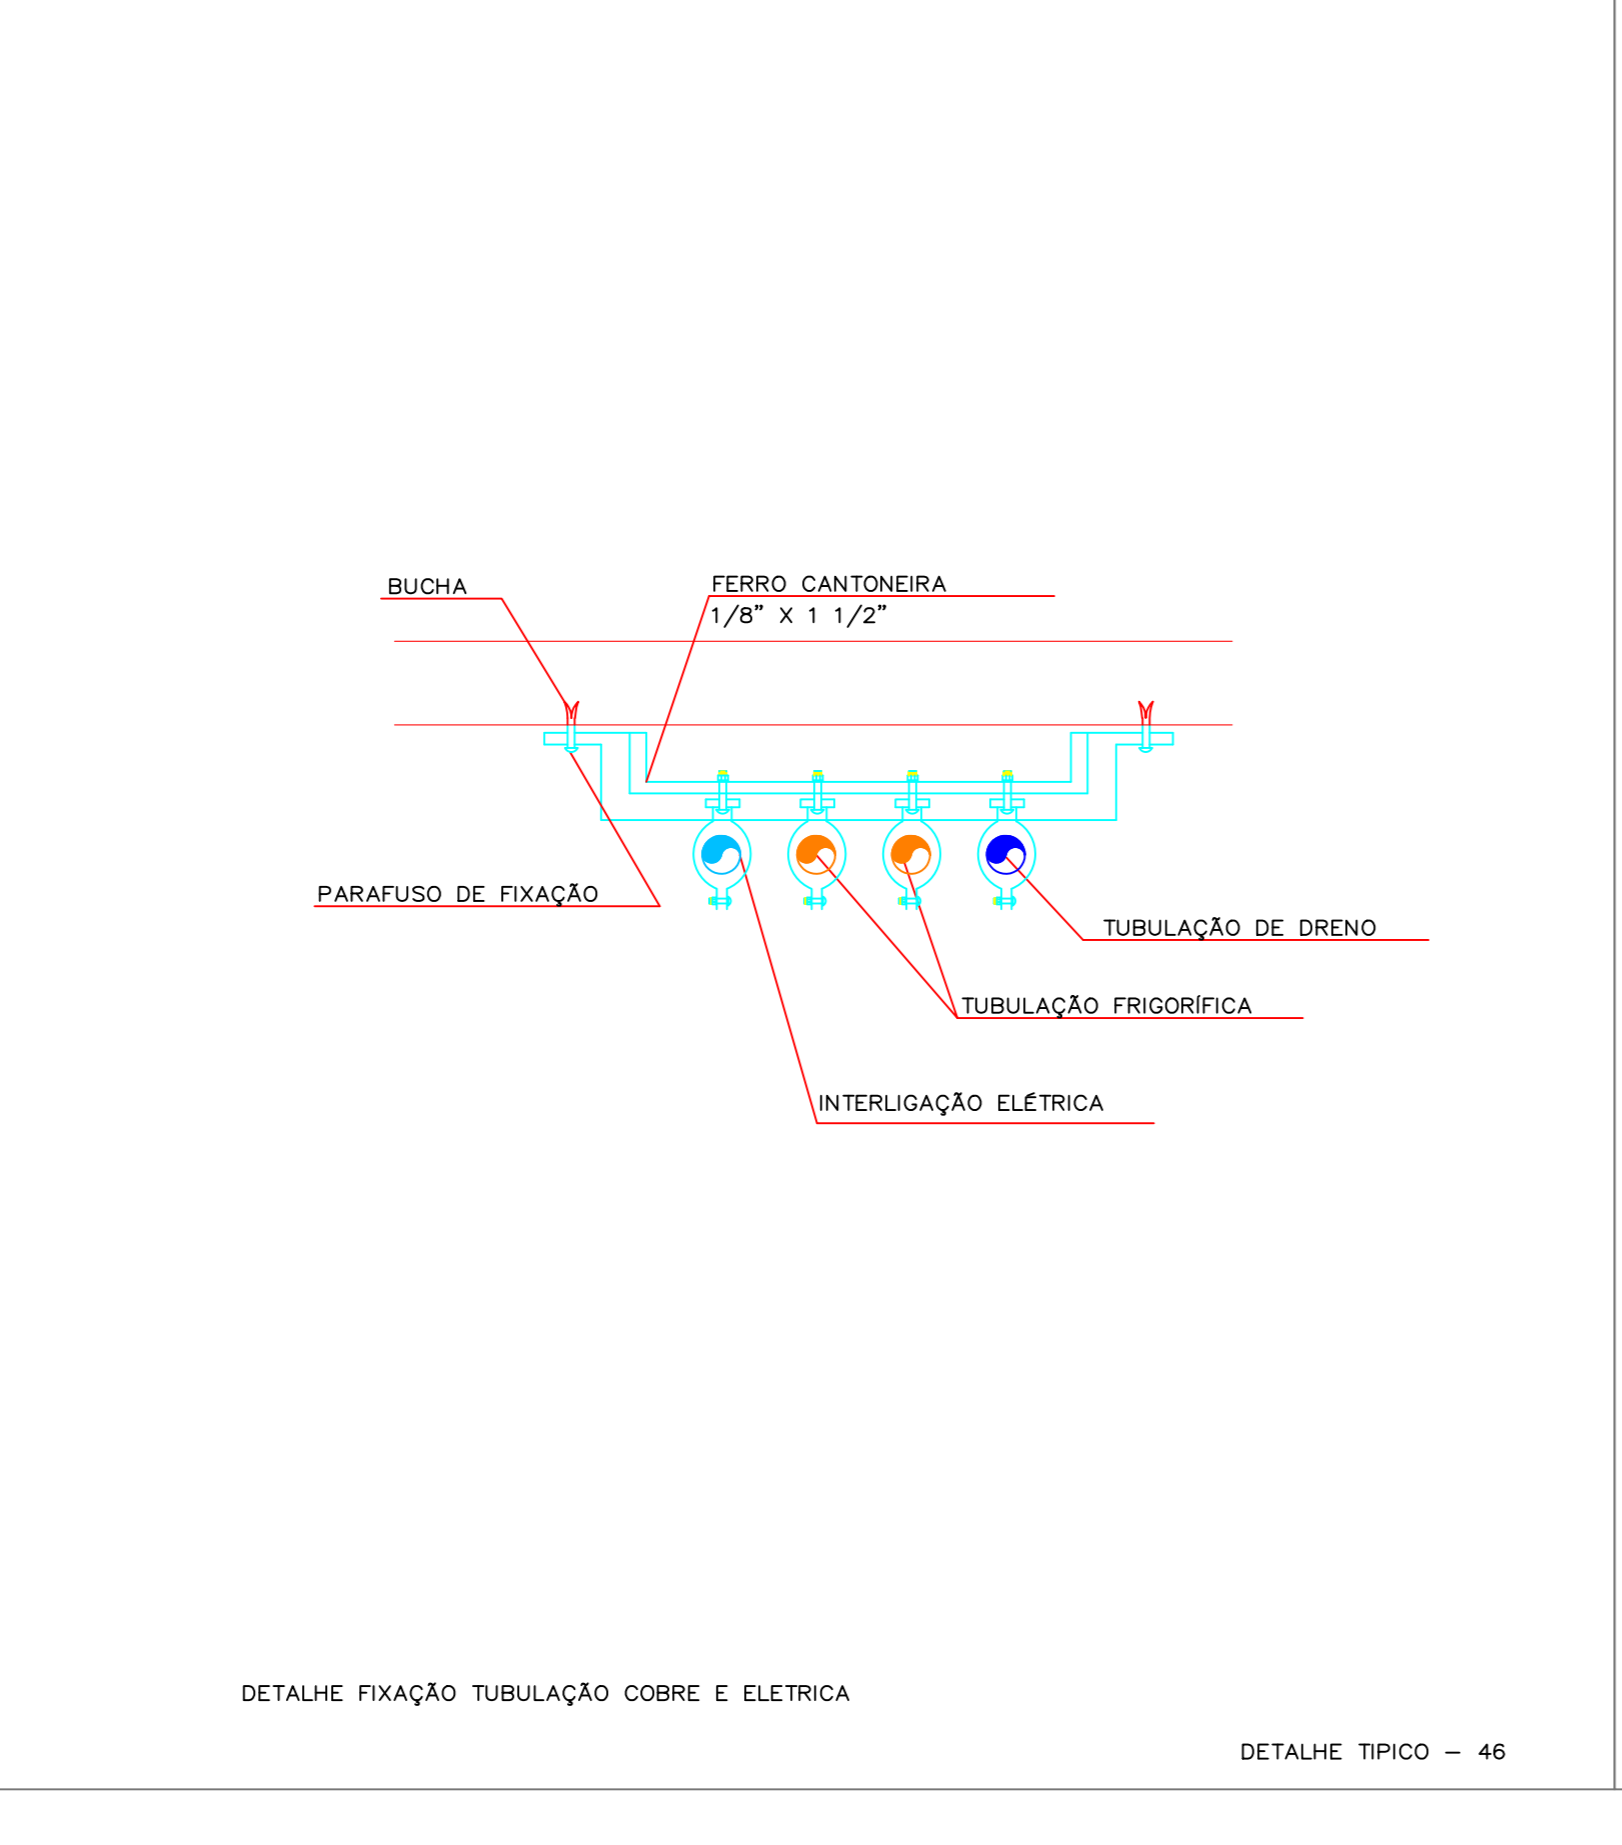 BUCHA
FERRO CANTONEIRA
1/8” X 1 1/2”
PARAFUSO DE FIXAÇÃO
TUBULAÇÃO DE DRENO
TUBULAÇÃO FRIGORÍFICA
INTERLIGAÇÃO ELÉTRICA
DETALHE FIXAÇÃO TUBULAÇÃO COBRE E ELETRICA
DETALHE TIPICO – 46